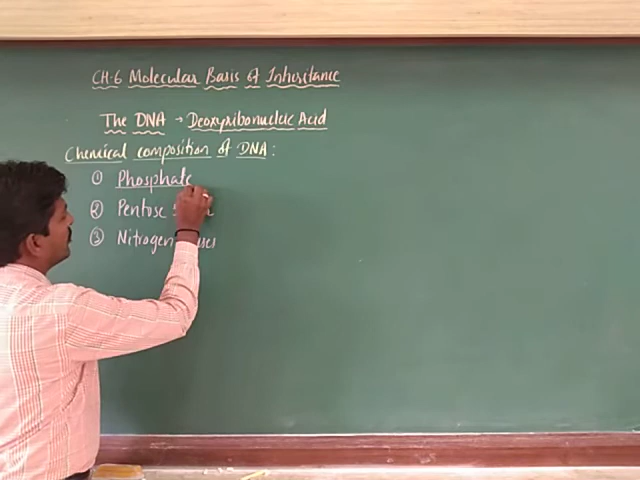 CH-6 Molecular Basis of Inheritance
The DNA → Deoxyribonucleic Acid
Chemical composition of DNA:
① Phosphate
② Pentose
③ Nitrogen